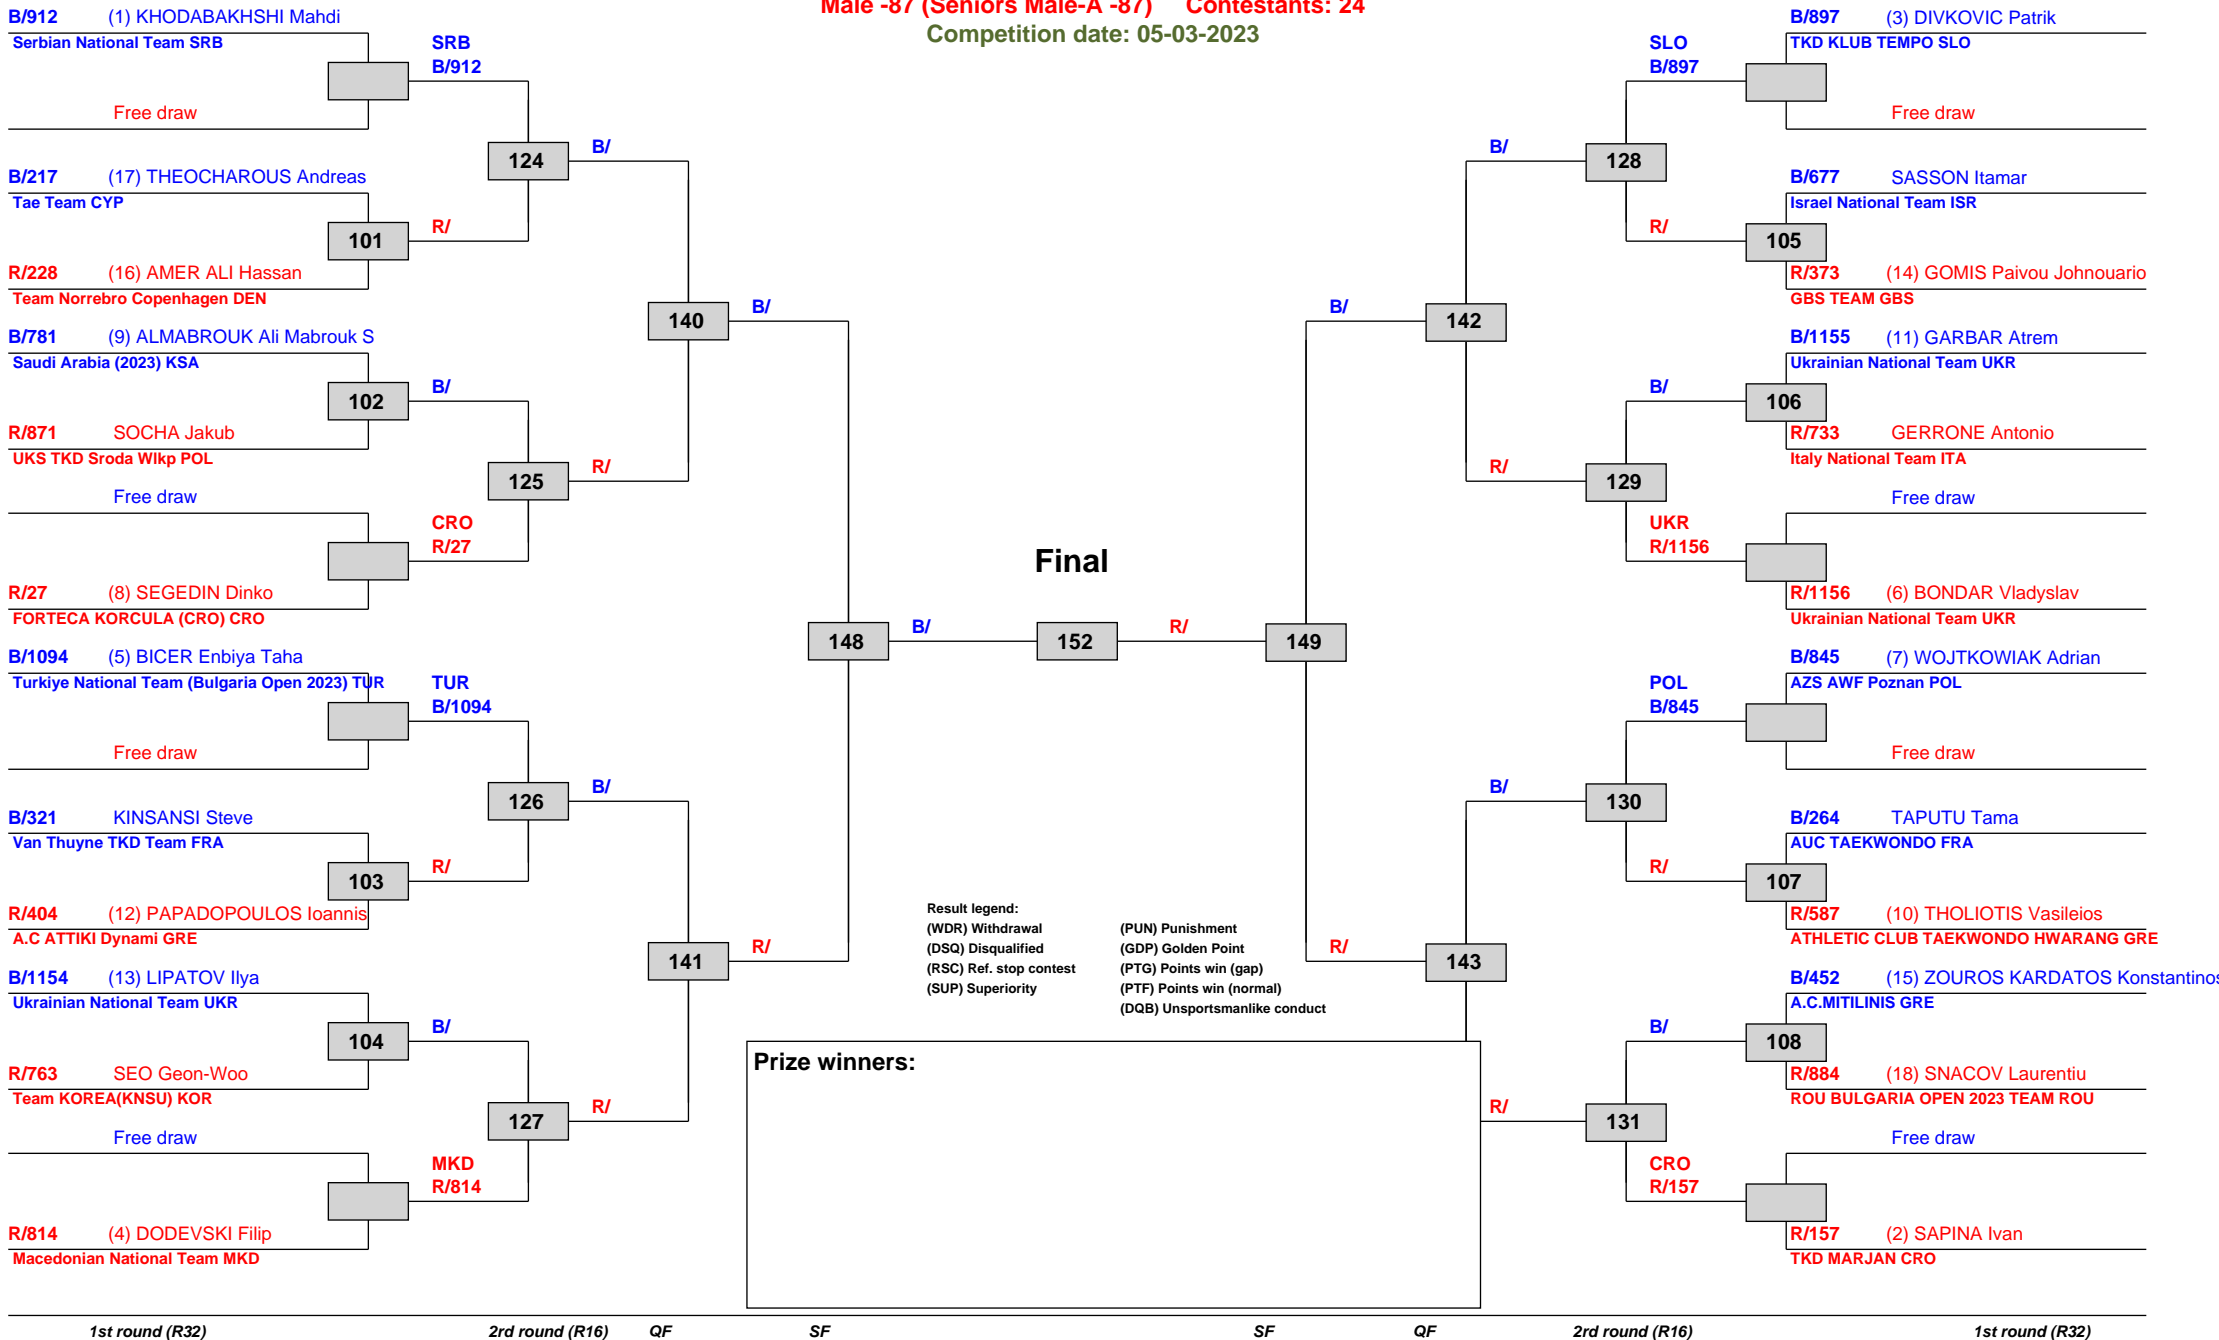 Male -87 (Seniors Male-A -87) Contestants: 24
Competition date: 05-03-2023
B/912 (1) KHODABAKHSHI Mahdi
Serbian National Team SRB
SRB
B/912
Free draw
124
B/
B/217 (17) THEOCHAROUS Andreas
Tae Team CYP
101
R/
R/228 (16) AMER ALI Hassan
Team Norrebro Copenhagen DEN
140
B/
B/781 (9) ALMABROUK Ali Mabrouk S
Saudi Arabia (2023) KSA
102
B/
R/871 SOCHA Jakub
UKS TKD Sroda Wlkp POL
125
R/
Free draw
CRO
R/27
R/27 (8) SEGEDIN Dinko
FORTECA KORCULA (CRO) CRO
148
B/
B/1094 (5) BICER Enbiya Taha
Turkiye National Team (Bulgaria Open 2023) TUR
TUR
B/1094
Free draw
126
B/
B/321 KINSANSI Steve
Van Thuyne TKD Team FRA
103
R/
R/404 (12) PAPADOPOULOS Ioannis
A.C ATTIKI Dynami GRE
141
R/
B/1154 (13) LIPATOV Ilya
Ukrainian National Team UKR
104
B/
R/763 SEO Geon-Woo
Team KOREA(KNSU) KOR
127
R/
Free draw
MKD
R/814
R/814 (4) DODEVSKI Filip
Macedonian National Team MKD
Final
152
R/
149
B/897 (3) DIVKOVIC Patrik
TKD KLUB TEMPO SLO
SLO
B/897
Free draw
B/
128
B/677 SASSON Itamar
Israel National Team ISR
R/
105
R/373 (14) GOMIS Paivou Johnouario
GBS TEAM GBS
B/
142
B/1155 (11) GARBAR Atrem
Ukrainian National Team UKR
B/
106
R/733 GERRONE Antonio
Italy National Team ITA
R/
129
Free draw
UKR
R/1156
R/1156 (6) BONDAR Vladyslav
Ukrainian National Team UKR
B/845 (7) WOJTKOWIAK Adrian
AZS AWF Poznan POL
POL
B/845
Free draw
B/
130
B/264 TAPUTU Tama
AUC TAEKWONDO FRA
R/
107
R/587 (10) THOLIOTIS Vasileios
ATHLETIC CLUB TAEKWONDO HWARANG GRE
R/
143
B/452 (15) ZOUROS KARDATOS Konstantinos
A.C.MITILINIS GRE
B/
108
R/884 (18) SNACOV Laurentiu
ROU BULGARIA OPEN 2023 TEAM ROU
R/
131
Free draw
CRO
R/157
R/157 (2) SAPINA Ivan
TKD MARJAN CRO
Result legend:
(WDR) Withdrawal (PUN) Punishment
(DSQ) Disqualified (GDP) Golden Point
(RSC) Ref. stop contest (PTG) Points win (gap)
(SUP) Superiority (PTF) Points win (normal)
(DQB) Unsportsmanlike conduct
Prize winners:
1st round (R32) 2rd round (R16) QF SF SF QF 2rd round (R16) 1st round (R32)